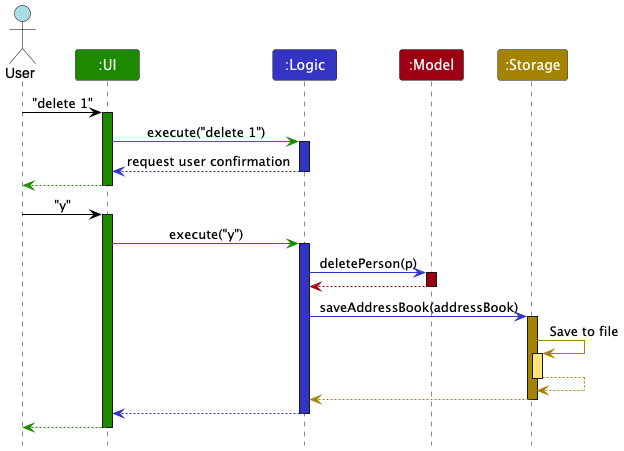 :UI
:Logic
:Model
:Storage
User
"delete 1"
execute("delete 1")
request user confirmation
"y"
execute("y")
deletePerson(p)
saveAddressBook(addressBook)
Save to file